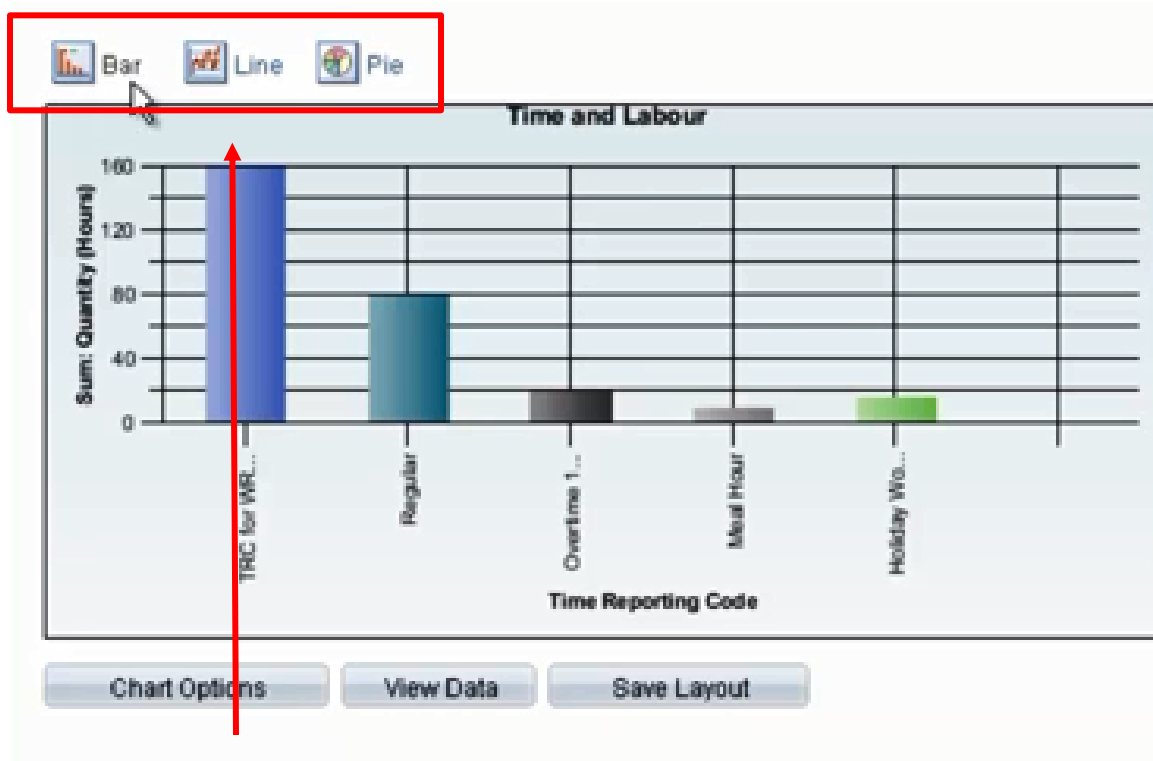 Bar Line Pie
Time and Labour
160
120
80
40
0
Sum: Quantity (Hours)
TRC for WR...
Regular
Overtime 1...
Meal Hour
Holiday Wo...
Time Reporting Code
Chart Options View Data Save Layout